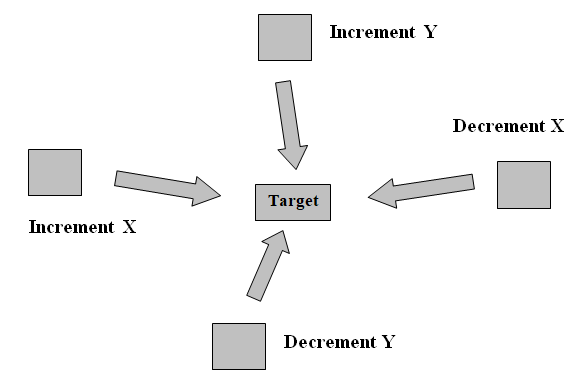 Increment Y
Decrement X
Target
Increment X
Decrement Y